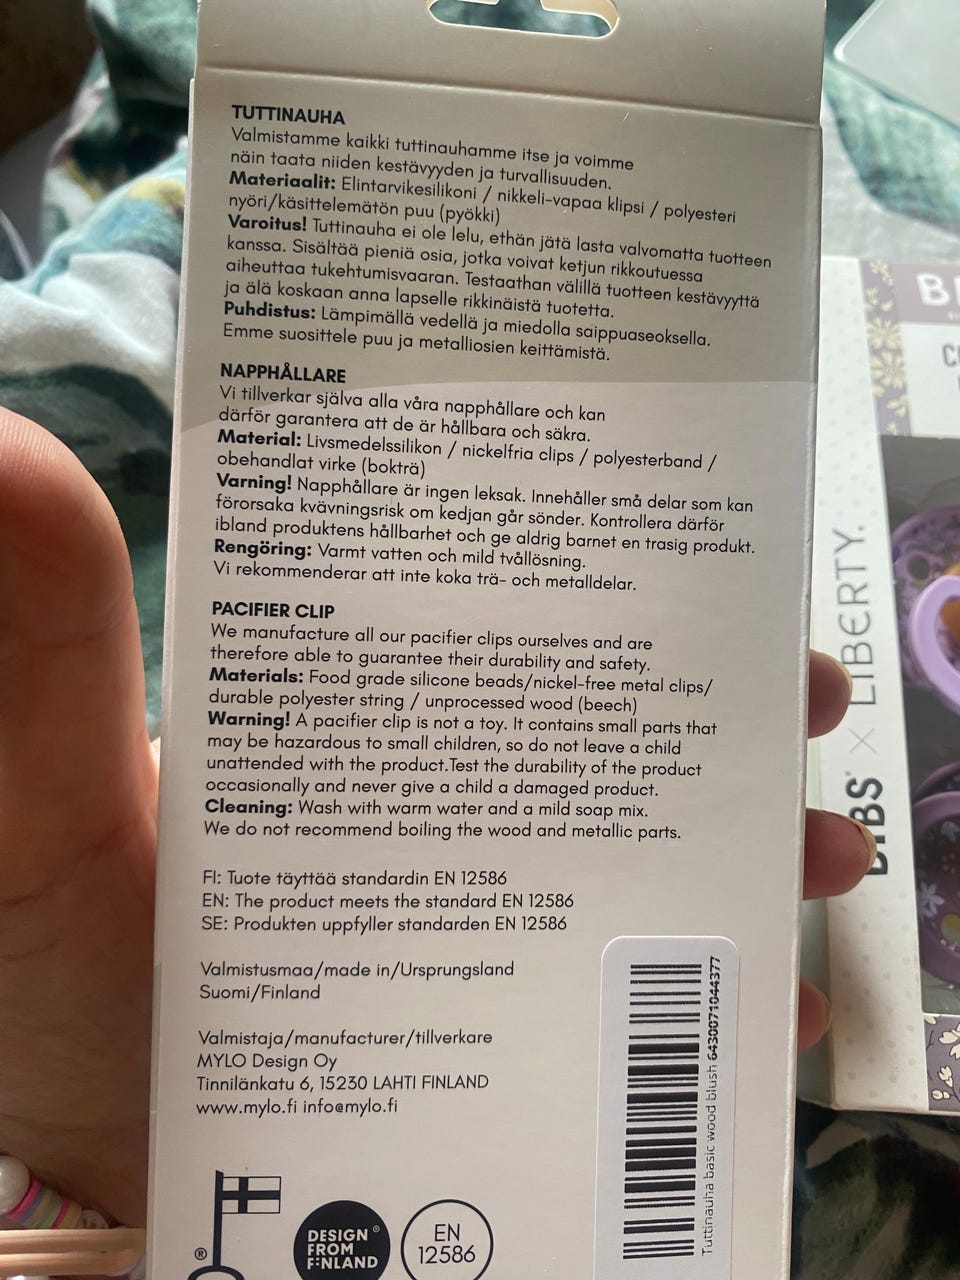 TUTTINAUHA
Valmistamme kaikki tuttinauhamme itse ja voimme
näin taata niiden kestävyyden ja turvallisuuden.
Materiaalit: Elintarvikesilikoni / nikkeli-vapaa klipsi / polyesteri
nyöri/käsittelemätön puu (pyökki)
Varoitus! Tuttinauha ei ole lelu, ethän jätä lasta valvomatta tuotteen
kanssa. Sisältää pieniä osia, jotka voivat ketjun rikkoutuessa
aiheuttaa tukehtumisvaaran. Testaathan välillä tuotteen kestävyyttä
ja älä koskaan anna lapselle rikkinäistä tuotetta.
Puhdistus: Lämpimällä vedellä ja miedolla saippuaseoksella.
Emme suosittele puu ja metalliosien keittämistä.
NAPPHÅLLARE
Vi tillverkar själva alla våra napphållare och kan
därför garantera att de är hållbara och säkra.
Material: Livsmedelssilikon / nickelfria clips / polyesterband /
obehandlat virke (bokträ)
Varning! Napphållare är ingen leksak. Innehåller små delar som kan
förorsaka kvävningsrisk om kedjan går sönder. Kontrollera därför
ibland produktens hållbarhet och ge aldrig barnet en trasig produkt.
Rengöring: Varmt vatten och mild tvållösning.
Vi rekommenderar att inte koka trä- och metalldelar.
PACIFIER CLIP
We manufacture all our pacifier clips ourselves and are
therefore able to guarantee their durability and safety.
Materials: Food grade silicone beads/nickel-free metal clips/
durable polyester string / unprocessed wood (beech)
Warning! A pacifier clip is not a toy. It contains small parts that
may be hazardous to small children, so do not leave a child
unattended with the product.Test the durability of the product
occasionally and never give a child a damaged product.
Cleaning: Wash with warm water and a mild soap mix.
We do not recommend boiling the wood and metallic parts.
FI: Tuote täyttää standardin EN 12586
EN: The product meets the standard EN 12586
SE: Produkten uppfyller standarden EN 12586
Valmistusmaa/made in/Ursprungsland
Suomi/Finland
Valmistaja/manufacturer/tillverkare
MYLO Design Oy
Tinnilänkatu 6, 15230 LAHTI FINLAND
www.mylo.fi info@mylo.fi
®
DESIGN ®
FROM
FINLAND
EN
12586
Tuttinauha basic wood blush 6430071044377
BIBS × LIBERTY.